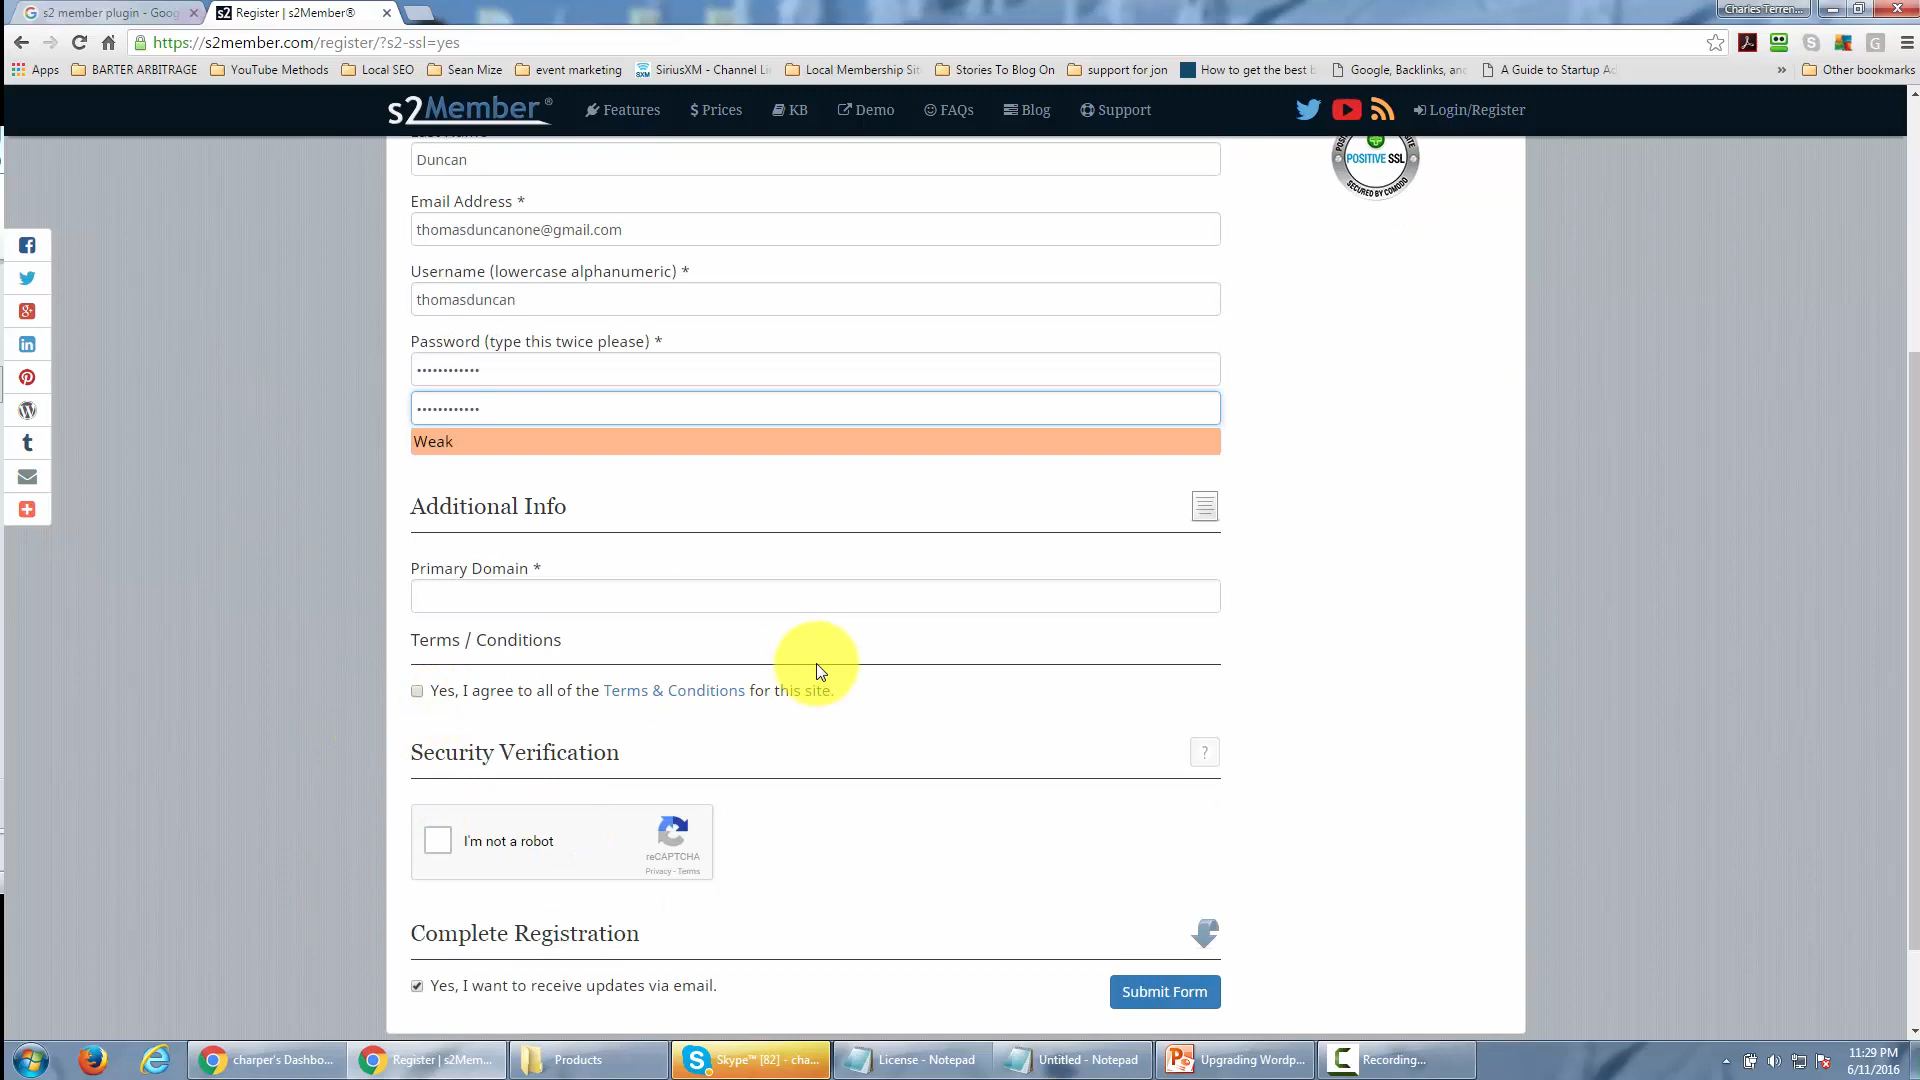 s2 member plugin - Goog
Register | s2Member®
Charles Terren...
https://s2member.com/register/?s2-ssl=yes
Apps
BARTER ARBITRAGE
YouTube Methods
Local SEO
Sean Mize
event marketing
SiriusXM - Channel Li
Local Membership Sit
Stories To Blog On
support for jon
How to get the best b
Google, Backlinks, and
A Guide to Startup Ad
»
Other bookmarks
s2Member®
Features
$ Prices
KB
Demo
FAQs
Blog
Support
Login/Register
Last Name
Duncan
POSITIVE SSL
SECURED BY COMODO
Email Address *
thomasduncanone@gmail.com
Username (lowercase alphanumeric) *
thomasduncan
Password (type this twice please) *
••••••••••••
••••••••••••
Weak
Additional Info
Primary Domain *
Terms / Conditions
Yes, I agree to all of the Terms & Conditions for this site.
Security Verification
?
I'm not a robot
reCAPTCHA
Privacy - Terms
Complete Registration
Yes, I want to receive updates via email.
Submit Form
charper's Dashbo...
Register | s2Mem...
Products
Skype™ [82] - cha...
License - Notepad
Untitled - Notepad
Upgrading Wordp...
Recording...
11:29 PM
6/11/2016